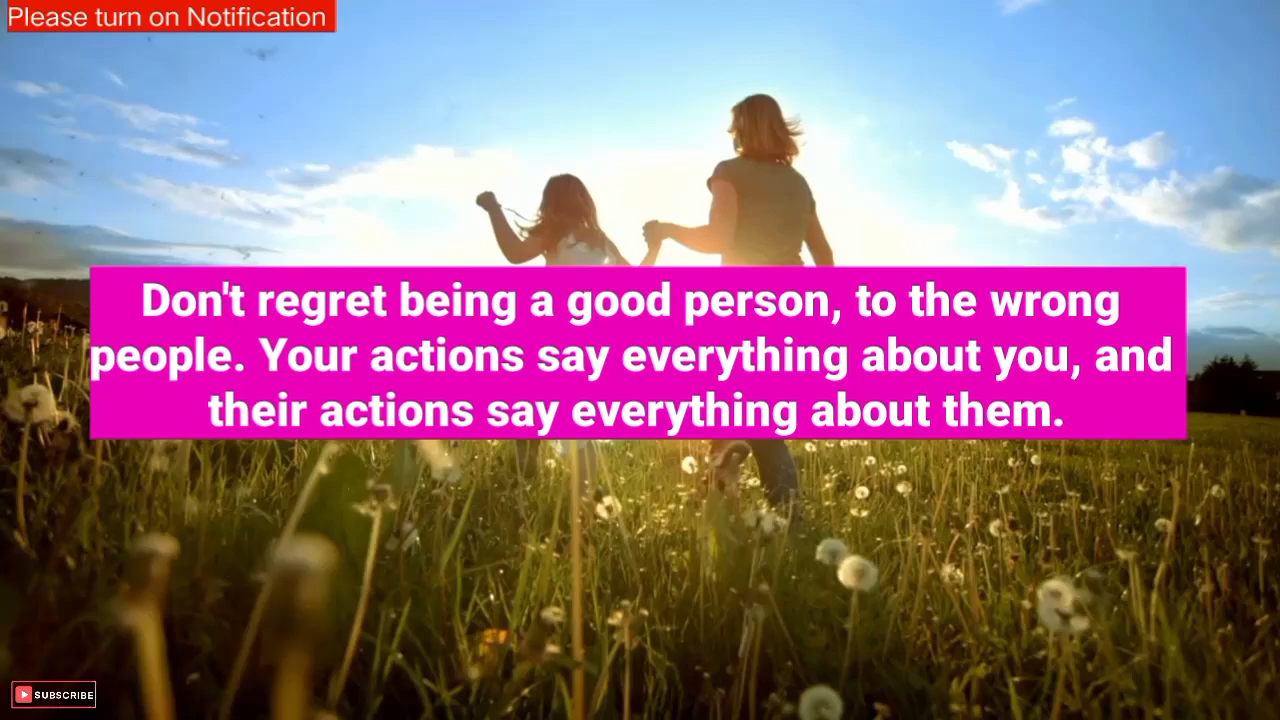 Please turn on Notification
Don't regret being a good person, to the wrong
people. Your actions say everything about you, and
their actions say everything about them.
SUBSCRIBE